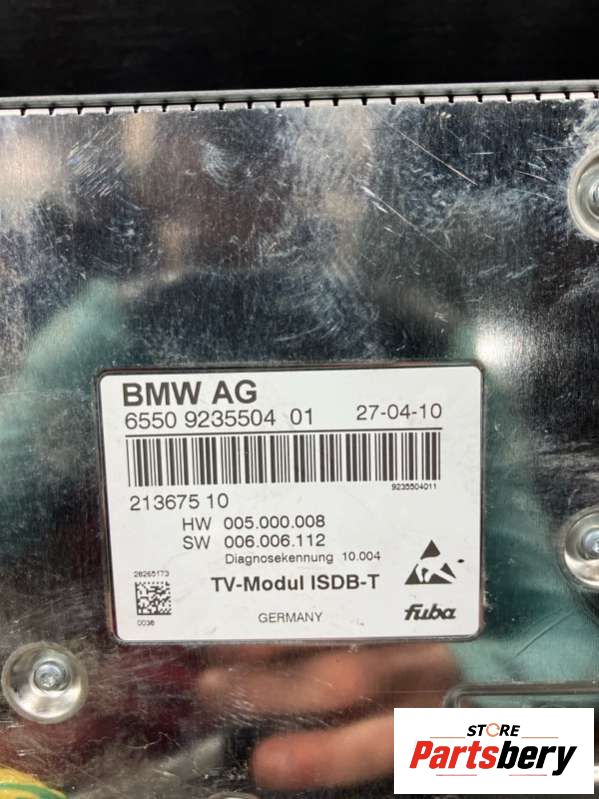 BMW AG
6550 9235504 01 27-04-10
9235504011
213675 10
HW 005.000.008
SW 006.006.112
Diagnosekennung 10.004
28265173
TV-Modul ISDB-T
0036
GERMANY
fuba
STORE
Partsbery